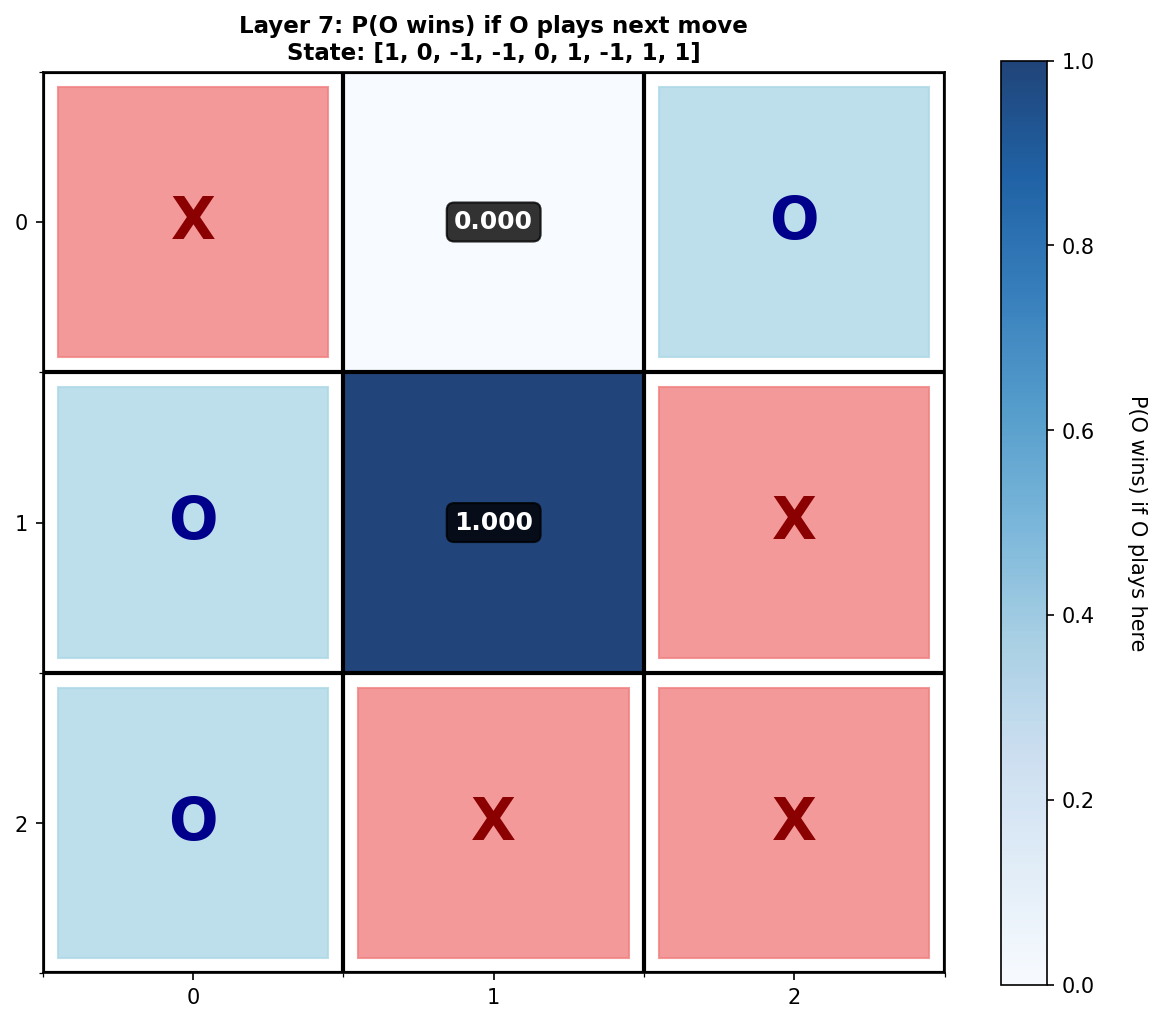 Layer 7: P(O wins) if O plays next move
State: [1, 0, -1, -1, 0, 1, -1, 1, 1]
0
X
0.000
O
1
O
1.000
X
2
O
X
X
0
1
2
1.0
0.8
0.6
0.4
0.2
0.0
P(O wins) if O plays here